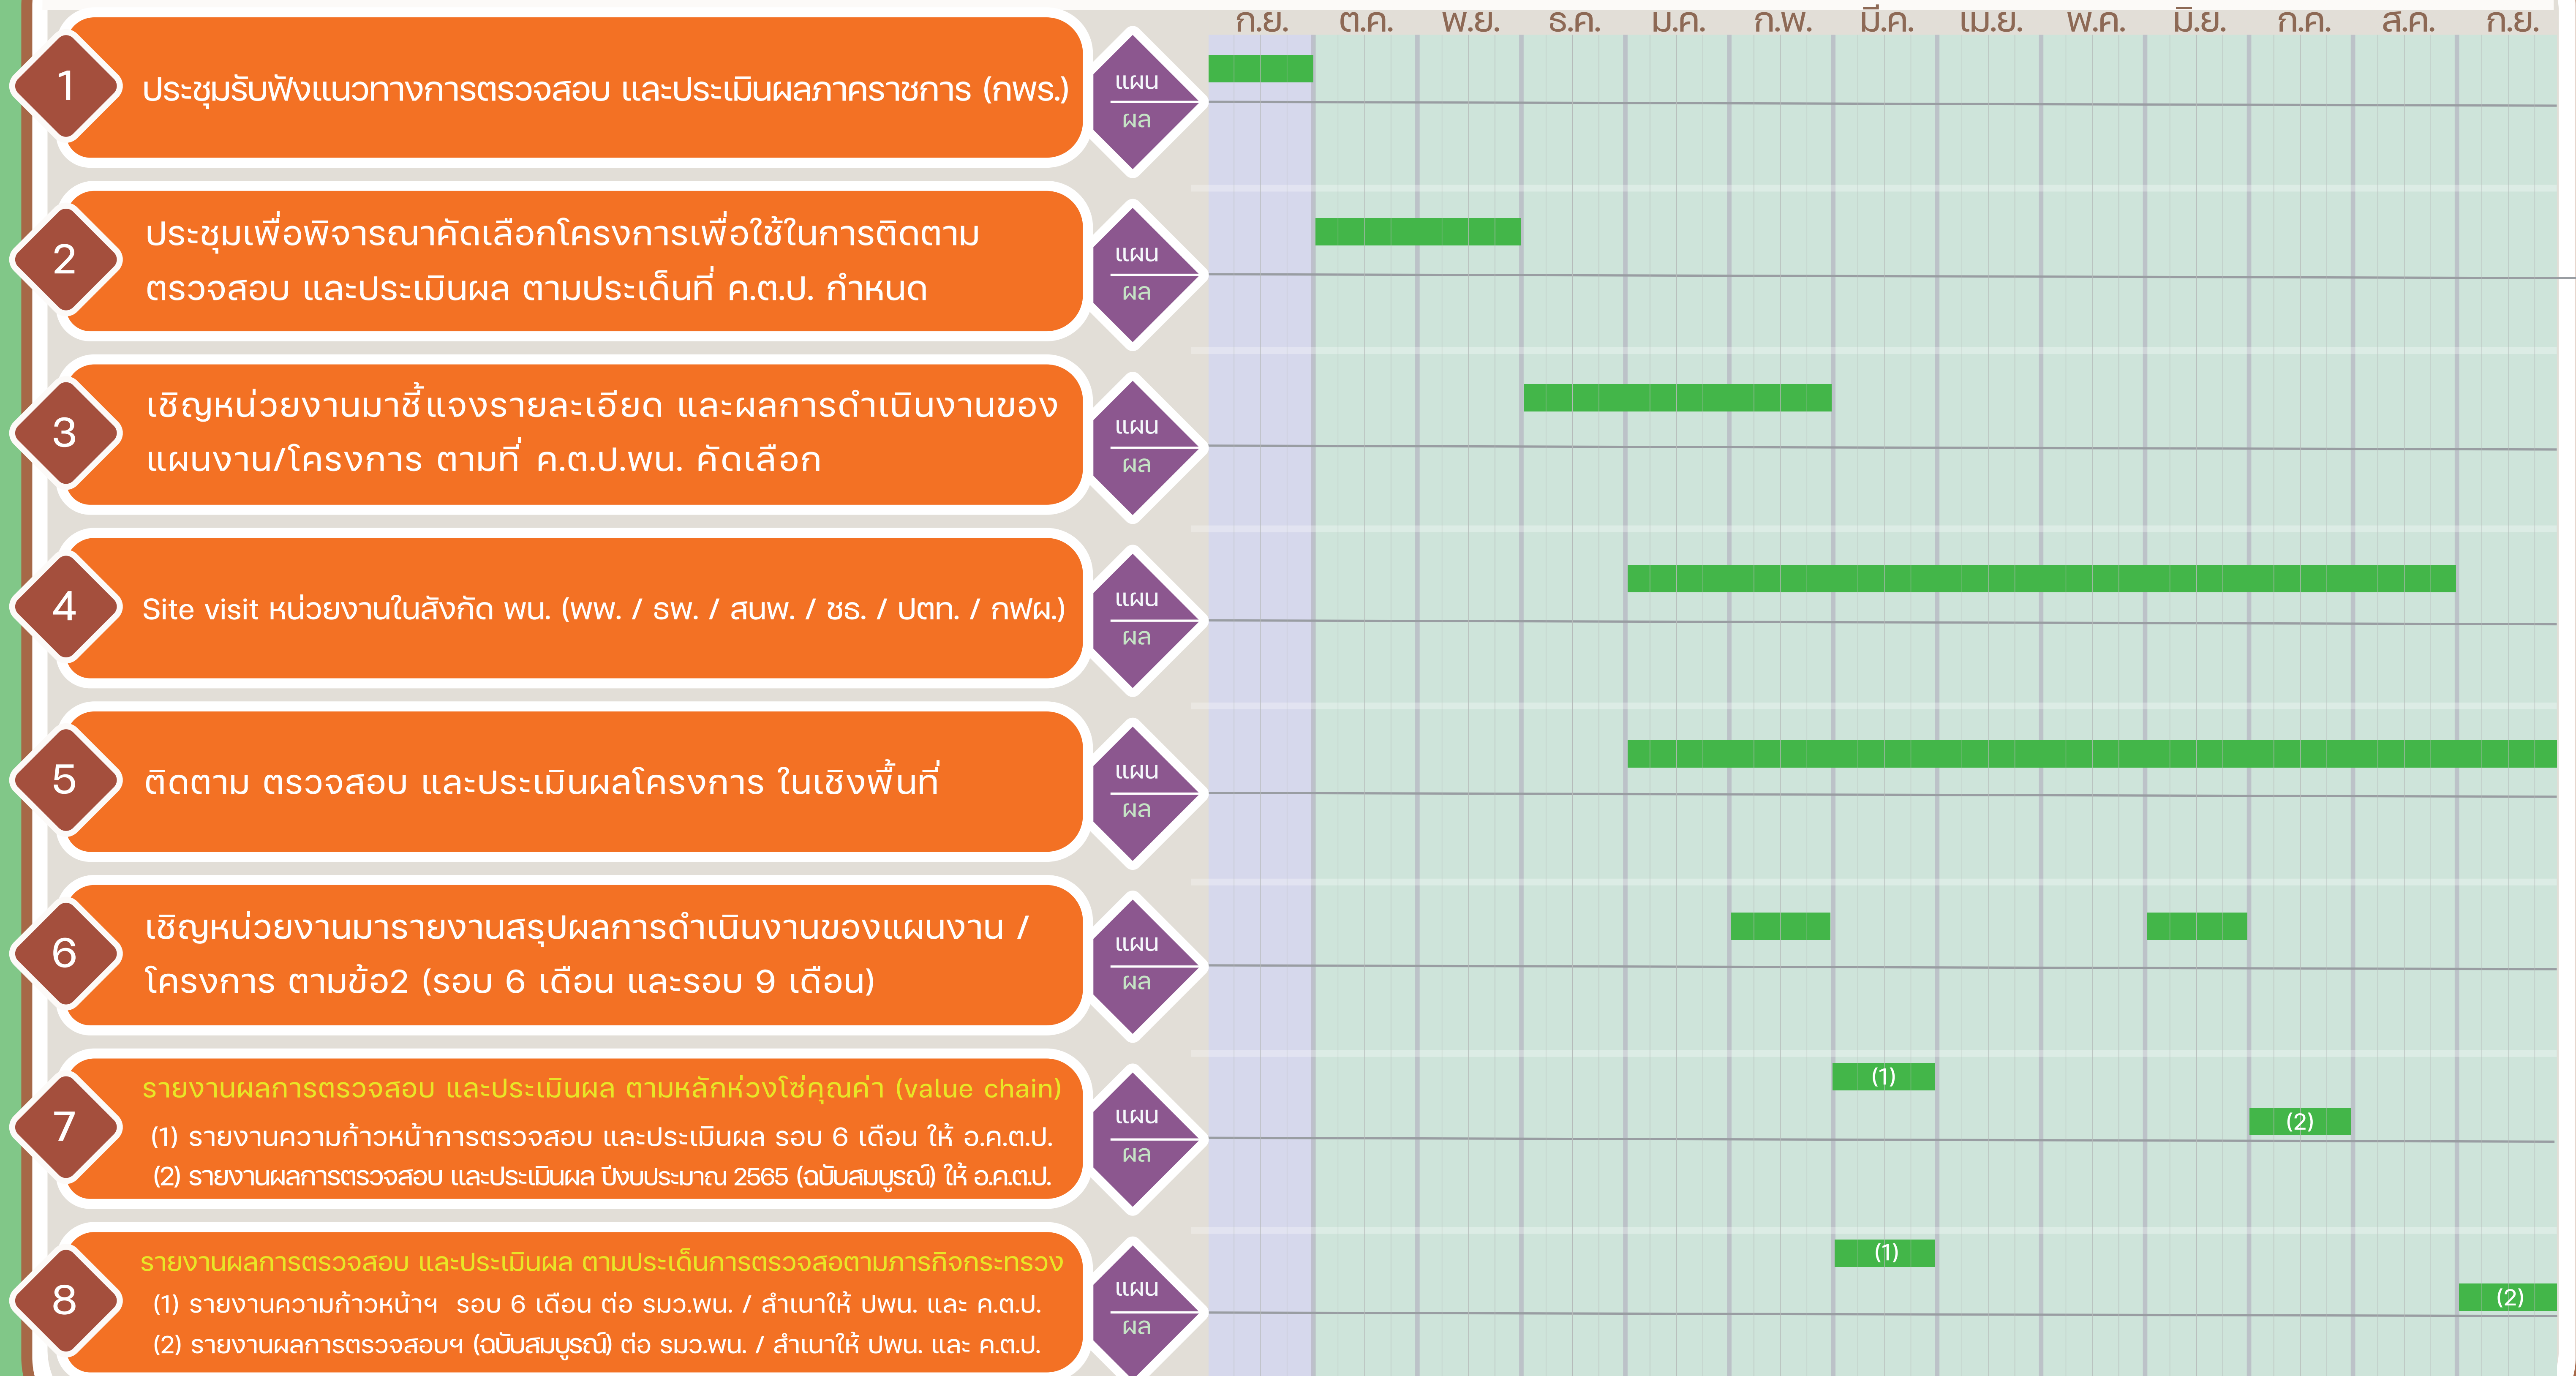 ก.ย. ต.ค. พ.ย. ธ.ค. ม.ค. ก.พ. มี.ค. เม.ย. พ.ค. มิ.ย. ก.ค. ส.ค. ก.ย.
1
ประชุมรับฟังแนวทางการตรวจสอบ และประเมินผลภาคราชการ (กพร.)
แผน
ผล
2
ประชุมเพื่อพิจารณาคัดเลือกโครงการเพื่อใช้ในการติดตาม
ตรวจสอบ และประเมินผล ตามประเด็นที่ ค.ต.ป. กำหนด
แผน
ผล
3
เชิญหน่วยงานมาชี้แจงรายละเอียด และผลการดำเนินงานของ
แผนงาน/โครงการ ตามที่ ค.ต.ป.พน. คัดเลือก
แผน
ผล
4
Site visit หน่วยงานในสังกัด พน. (พพ. / ธพ. / สนพ. / ชธ. / ปตท. / กฟผ.)
แผน
ผล
5
ติดตาม ตรวจสอบ และประเมินผลโครงการ ในเชิงพื้นที่
แผน
ผล
6
เชิญหน่วยงานมารายงานสรุปผลการดำเนินงานของแผนงาน /
โครงการ ตามข้อ2 (รอบ 6 เดือน และรอบ 9 เดือน)
แผน
ผล
7
รายงานผลการตรวจสอบ และประเมินผล ตามหลักห่วงโซ่คุณค่า (value chain)
(1) รายงานความก้าวหน้าการตรวจสอบ และประเมินผล รอบ 6 เดือน ให้ อ.ค.ต.ป.
(2) รายงานผลการตรวจสอบ และประเมินผล ปีงบประมาณ 2565 (ฉบับสมบูรณ์) ให้ อ.ค.ต.ป.
แผน
ผล
(1)
(2)
8
รายงานผลการตรวจสอบ และประเมินผล ตามประเด็นการตรวจสอตามภารกิจกระทรวง
(1) รายงานความก้าวหน้าฯ รอบ 6 เดือน ต่อ รมว.พน. / สำเนาให้ ปพน. และ ค.ต.ป.
(2) รายงานผลการตรวจสอบฯ (ฉบับสมบูรณ์) ต่อ รมว.พน. / สำเนาให้ ปพน. และ ค.ต.ป.
แผน
ผล
(1)
(2)